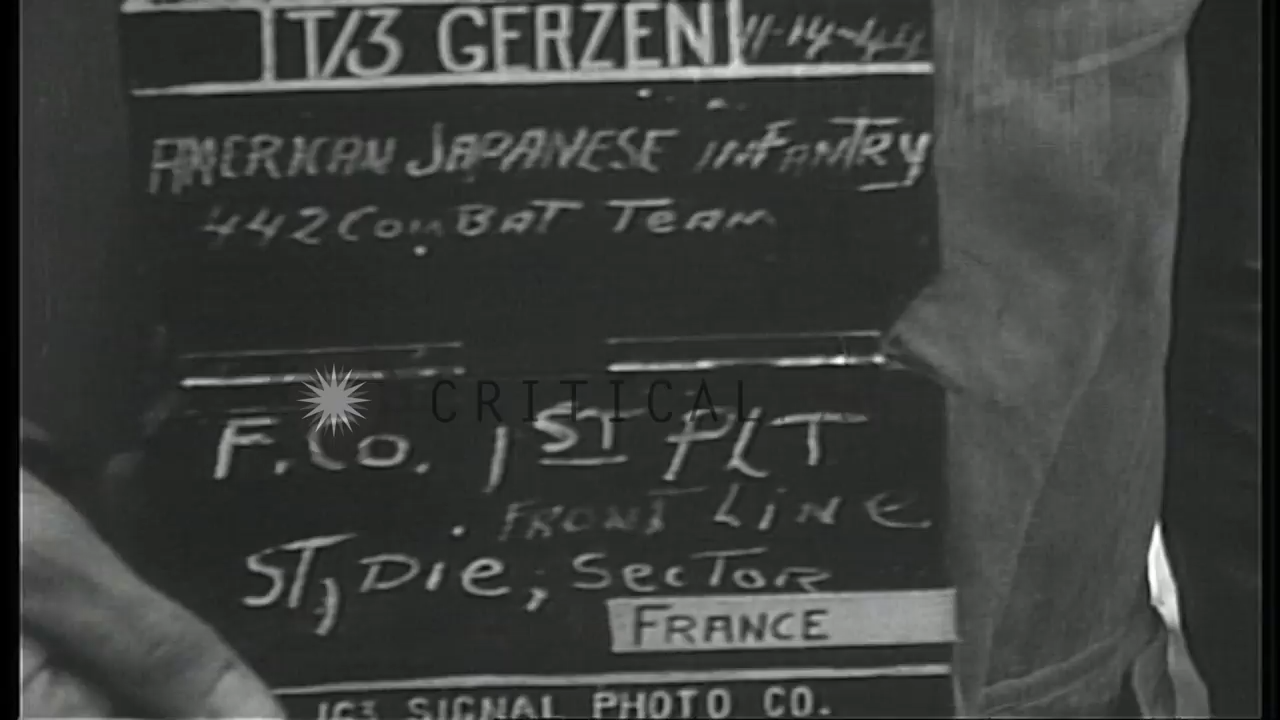 T/3 GERZEN 11-14-44
AMERICAN JAPANESE INFANTRY
442 COMBAT TEAM
CRITICAL
F. Co. 1ST PLT
FRONT LINE
ST, DIE, SECTOR
FRANCE
SIGNAL PHOTO CO.